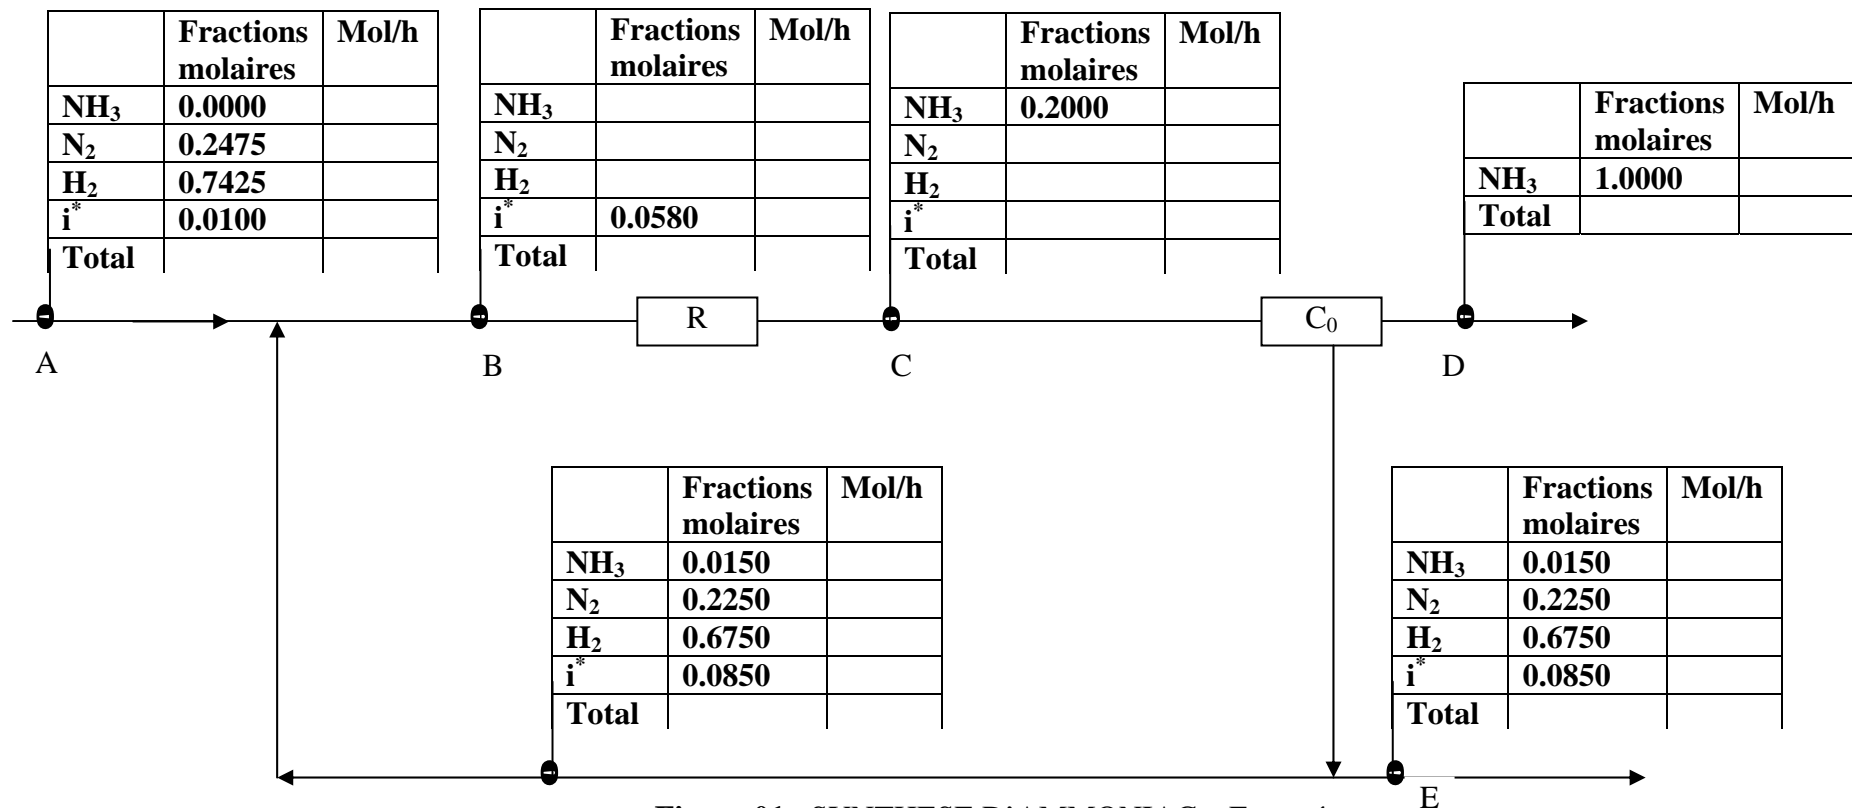 Fractions molaires Mol/h
NH3 0.0000
N2 0.2475
H2 0.7425
i* 0.0100
Total
Fractions molaires Mol/h
NH3
N2
H2
i* 0.0580
Total
Fractions molaires Mol/h
NH3 0.2000
N2
H2
i*
Total
Fractions molaires Mol/h
NH3 1.0000
Total
R
C0
A
B
C
D
Fractions molaires Mol/h
NH3 0.0150
N2 0.2250
H2 0.6750
i* 0.0850
Total
Fractions molaires Mol/h
NH3 0.0150
N2 0.2250
H2 0.6750
i* 0.0850
Total
E